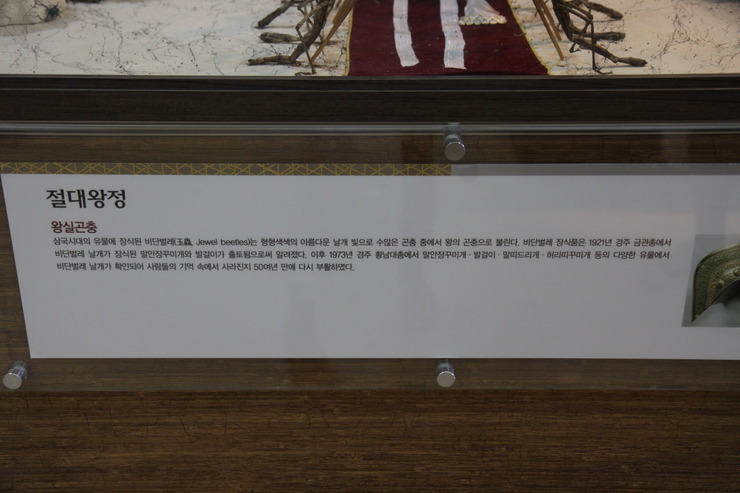 절대왕정
왕실곤충
삼국시대의 유물에 장식된 비단벌레(玉蟲, Jewel beetles)는 형형색색의 아름다운 날개 빛으로 수많은 곤충 중에서 왕의 곤충으로 불린다. 비단벌레 장식품은 1921년 경주 금관총에서
비단벌레 날개가 장식된 말안장꾸미개와 발걸이가 출토됨으로써 알려졌다. 이후 1973년 경주 황남대총에서 말안장꾸미개 · 발걸이 · 말띠드리개 · 허리띠꾸미개 등의 다양한 유물에서
비단벌레 날개가 확인되어 사람들의 기억 속에서 사라진지 50여년 만에 다시 부활하였다.